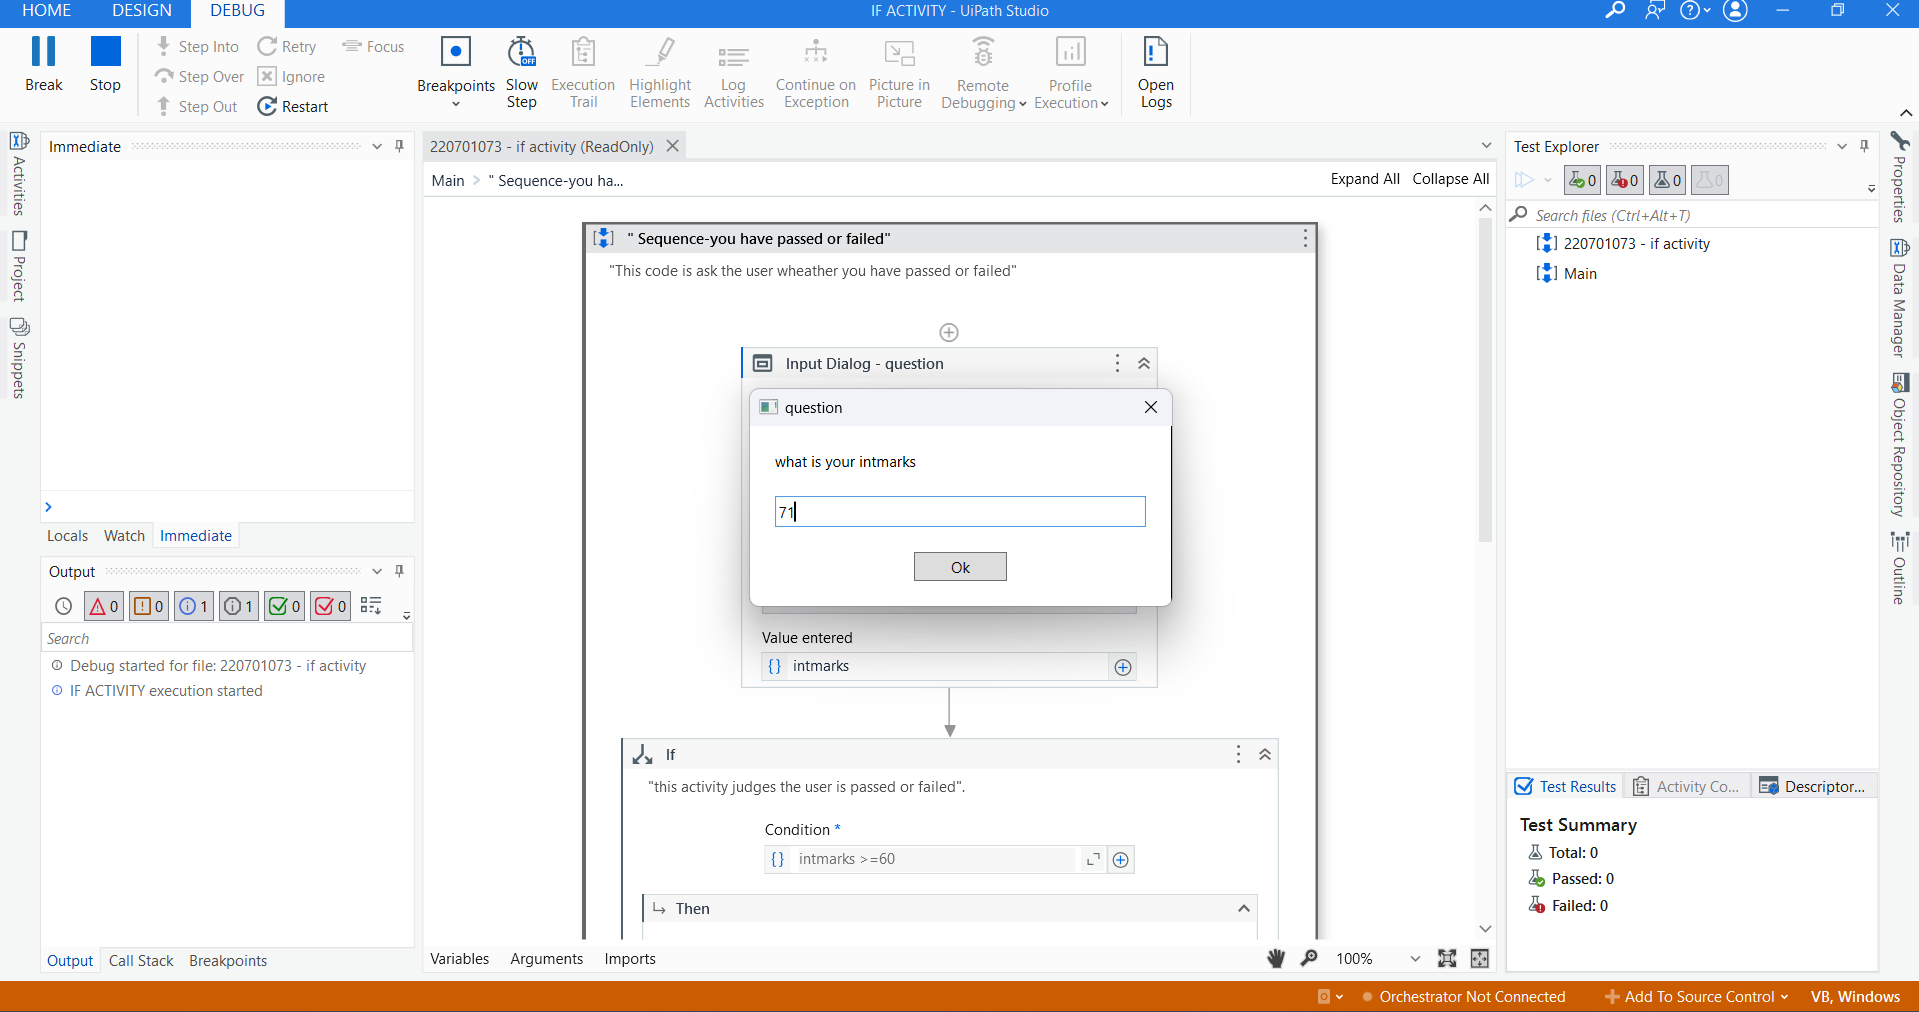 HOME DESIGN DEBUG IF ACTIVITY - UiPath Studio
Break
Stop
Step Into
Step Over
Step Out
Retry
Ignore
Restart
Focus
Breakpoints
Slow
Step
OFF
Execution
Trail
Highlight
Elements
Log
Activities
Continue on
Exception
Picture in
Picture
Remote
Debugging
Profile
Execution
Open
Logs
Activities
Project
Snippets
Immediate
Locals Watch Immediate
Output
0 0 1 1 0 0
Search
Debug started for file: 220701073 - if activity
IF ACTIVITY execution started
Output Call Stack Breakpoints
220701073 - if activity (ReadOnly)
Main > " Sequence-you ha...
Expand All Collapse All
" Sequence-you have passed or failed"
"This code is ask the user wheather you have passed or failed"
Input Dialog - question
question
what is your intmarks
71
Ok
Value entered
{} intmarks
If
"this activity judges the user is passed or failed".
Condition *
{} intmarks >=60
Then
Variables Arguments Imports
100%
Test Explorer
0 0 0 0
Search files (Ctrl+Alt+T)
220701073 - if activity
Main
Test Results Activity Co... Descriptor...
Test Summary
Total: 0
Passed: 0
Failed: 0
Properties
Data Manager
Object Repository
Outline
Orchestrator Not Connected Add To Source Control VB, Windows